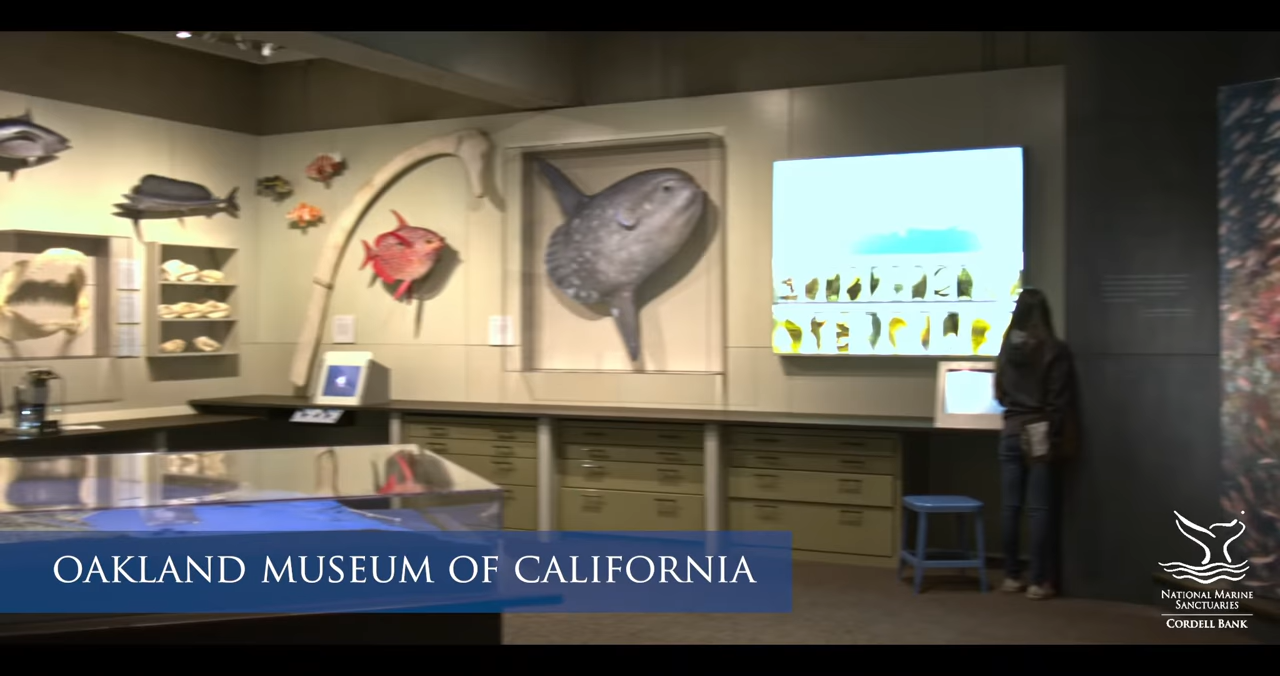 OAKLAND MUSEUM OF CALIFORNIA
NATIONAL MARINE
SANCTUARIES
CORDELL BANK